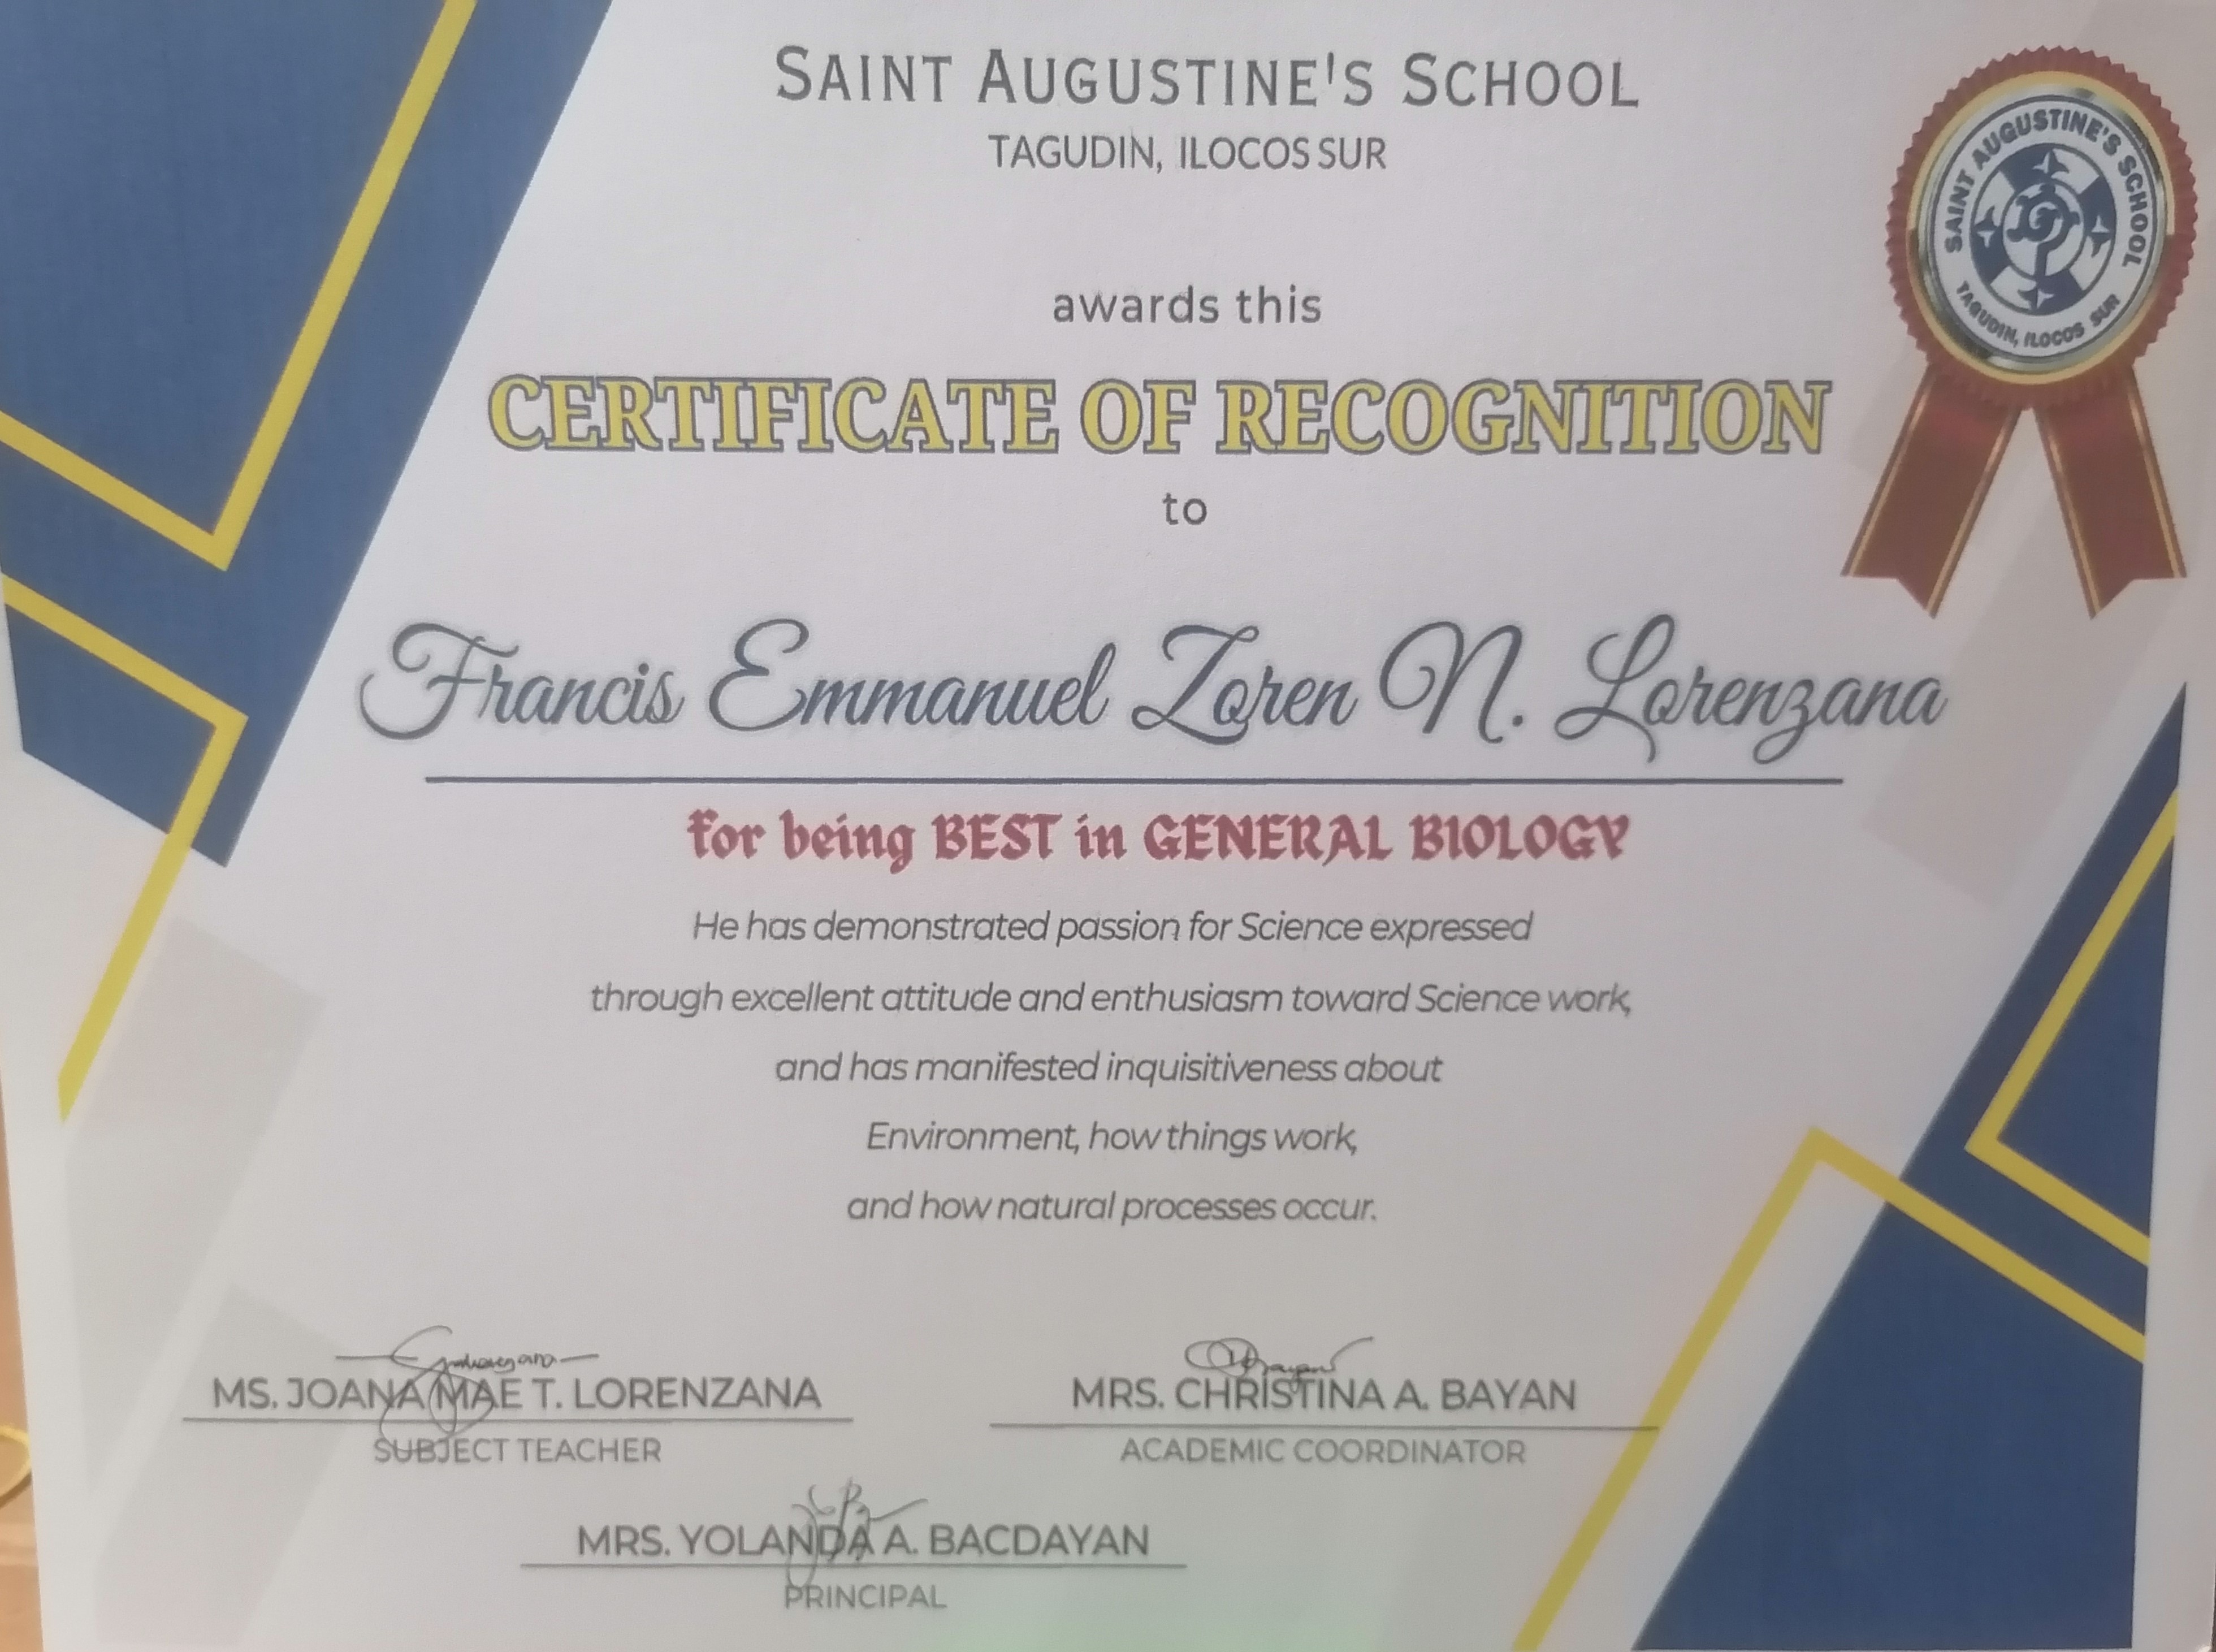 SAINT AUGUSTINE'S SCHOOL
TAGUDIN, ILOCOS SUR
SAINT AUGUSTINE'S SCHOOL
TAGUDIN, ILOCOS SUR
awards this
CERTIFICATE OF RECOGNITION
to
Francis Emmanuel Zoren N. Lorenzana
for being BEST in GENERAL BIOLOGY
He has demonstrated passion for Science expressed
through excellent attitude and enthusiasm toward Science work,
and has manifested inquisitiveness about
Environment, how things work,
and how natural processes occur.
MS. JOANA MAE T. LORENZANA
SUBJECT TEACHER
MRS. CHRISTINA A. BAYAN
ACADEMIC COORDINATOR
MRS. YOLANDA A. BACDAYAN
PRINCIPAL